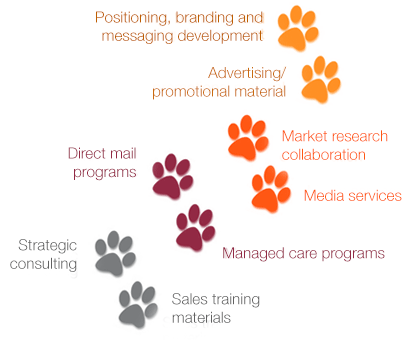 Positioning, branding and
messaging development
Advertising/
promotional material
Market research
collaboration
Direct mail
programs
Media services
Managed care programs
Strategic
consulting
Sales training
materials